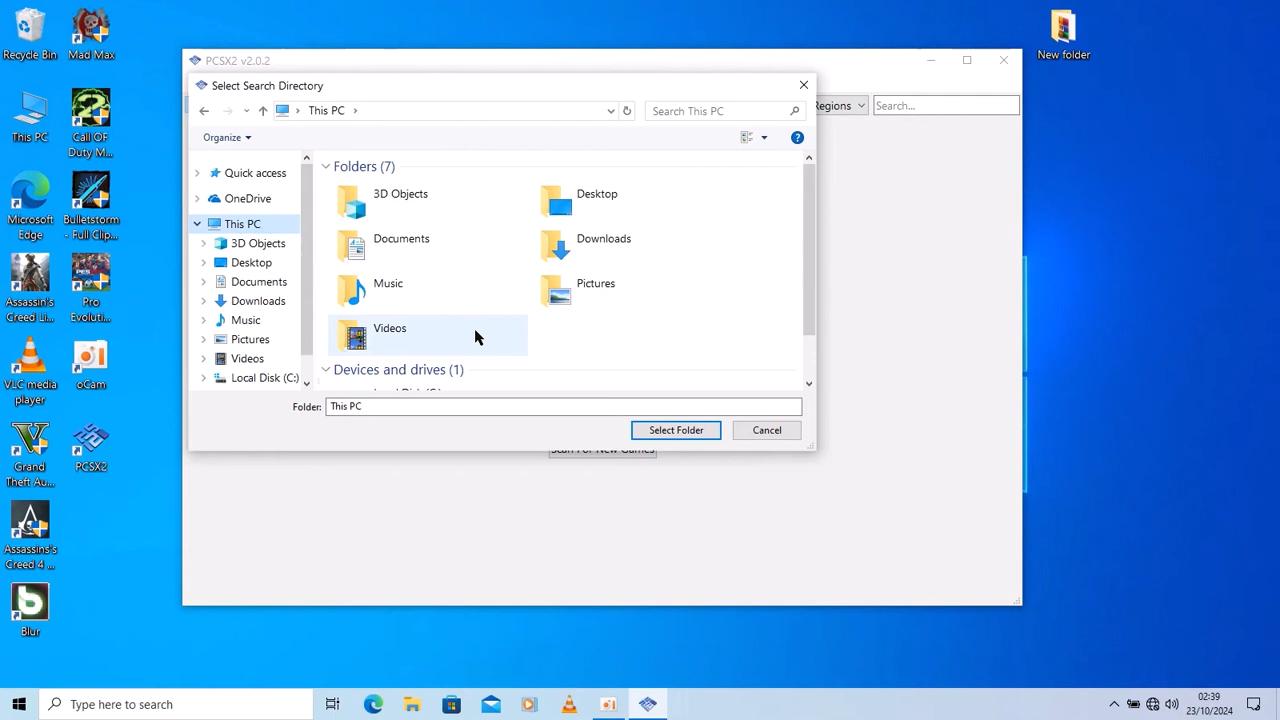 Recycle Bin
Mad Max
New folder
This PC
Call OF
Duty M...
Microsoft
Edge
Bulletstorm
- Full Clip...
Assassin's
Creed Li...
Pro
Evolutio...
VLC media
player
oCam
Grand
Theft Au...
PCSX2
Assassin's
Creed 4 ...
Blur
PCSX2 v2.0.2
Regions
Search...
Select Search Directory
This PC
Search This PC
Organize
Quick access
OneDrive
This PC
3D Objects
Desktop
Documents
Downloads
Music
Pictures
Videos
Local Disk (C:)
Folders (7)
3D Objects
Desktop
Documents
Downloads
Music
Pictures
Videos
Devices and drives (1)
Local Disk (C:)
Folder:
This PC
Select Folder
Cancel
Scan For New Games
Type here to search
02:39
23/10/2024